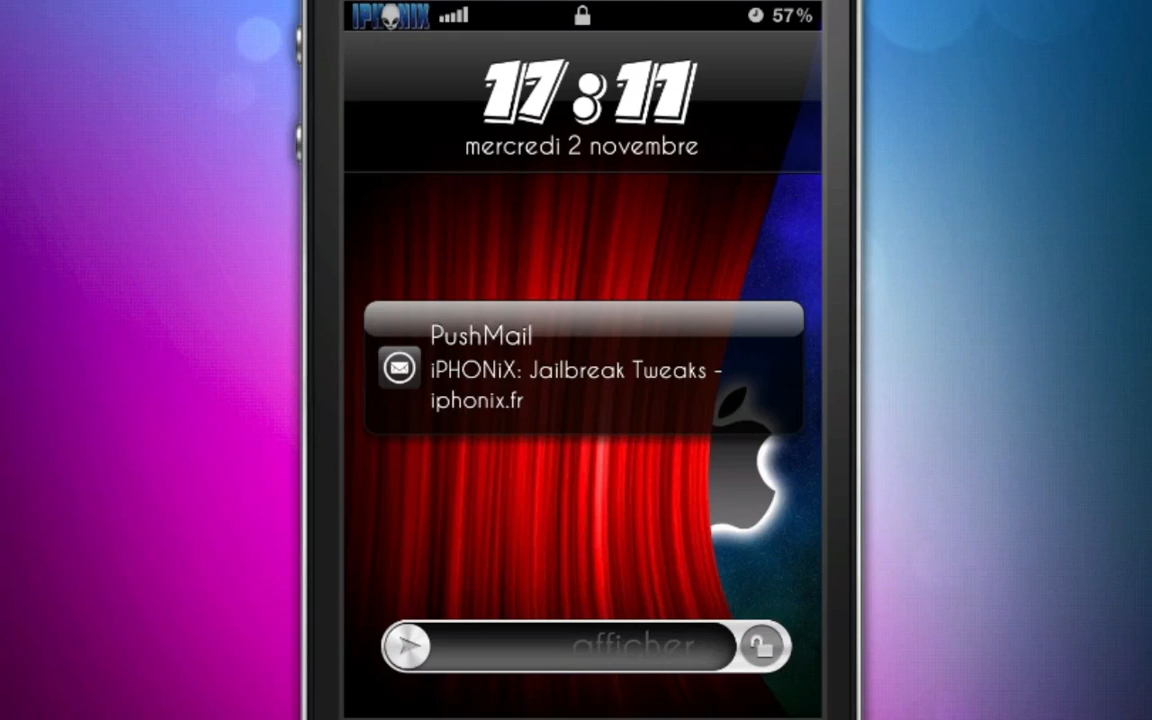 IPHONIX
57%
17:11
mercredi 2 novembre
PushMail
iPHONiX: Jailbreak Tweaks -
iphonix.fr
afficher